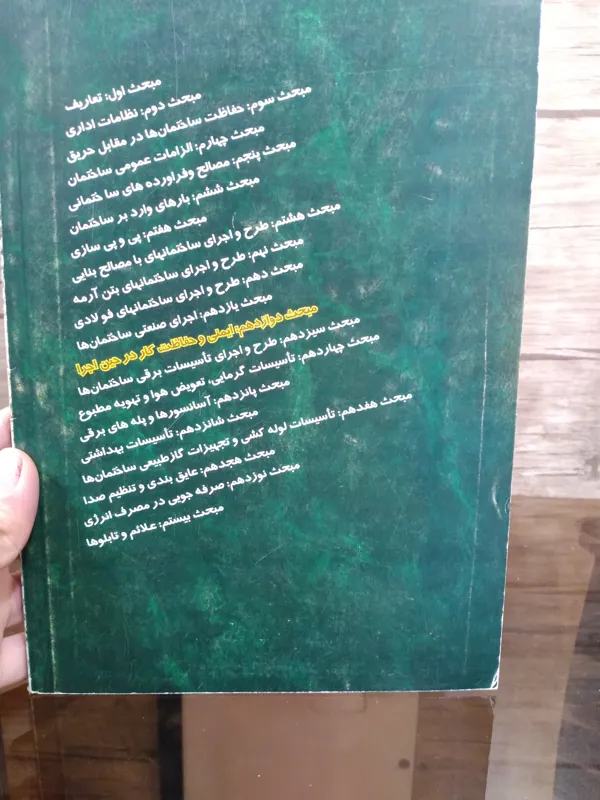 مبحث اول: تعاریف
مبحث دوم: نظامات اداری
مبحث سوم: حفاظت ساختمان‌ها در مقابل حریق
مبحث چهارم: الزامات عمومی ساختمان
مبحث پنجم: مصالح وفراورده های سا ختمانی
مبحث ششم: بارهای وارد بر ساختمان
مبحث هفتم: پی و پی سازی
مبحث هشتم: طرح و اجرای ساختمانهای با مصالح بنایی
مبحث نهم: طرح و اجرای ساختمانهای بتن آرمه
مبحث دهم: طرح و اجرای ساختمانهای فولادی
مبحث یازدهم: اجرای صنعتی ساختمان‌ها
مبحث دوازدهم: ایمنی و حفاظت کار در حین اجرا
مبحث سیزدهم: طرح و اجرای تأسیسات برقی ساختمان‌ها
مبحث چهاردهم: تأسیسات گرمایی، تعویض هوا و تهویه مطبوع
مبحث پانزدهم: آسانسورها و پله های برقی
مبحث شانزدهم: تأسیسات بهداشتی
مبحث هفدهم: تأسیسات لوله کشی و تجهیزات گازطبیعی ساختمان‌ها
مبحث هجدهم: عایق بندی و تنظیم صدا
مبحث نوزدهم: صرفه جویی در مصرف انرژی
مبحث بیستم: علائم و تابلوها